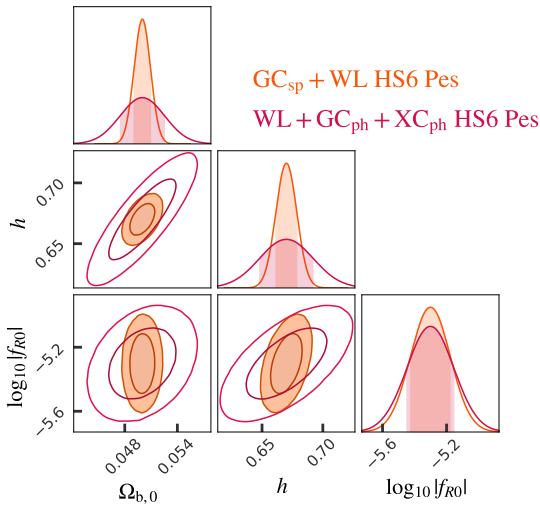 GC_sp + WL HS6 Pes
WL + GC_ph + XC_ph HS6 Pes
0.70
0.65
h
−5.2
−5.6
log₁₀|f_R0|
0.048 0.054 0.65 0.70 −5.6 −5.2
Ω_b,0 h log₁₀|f_R0|